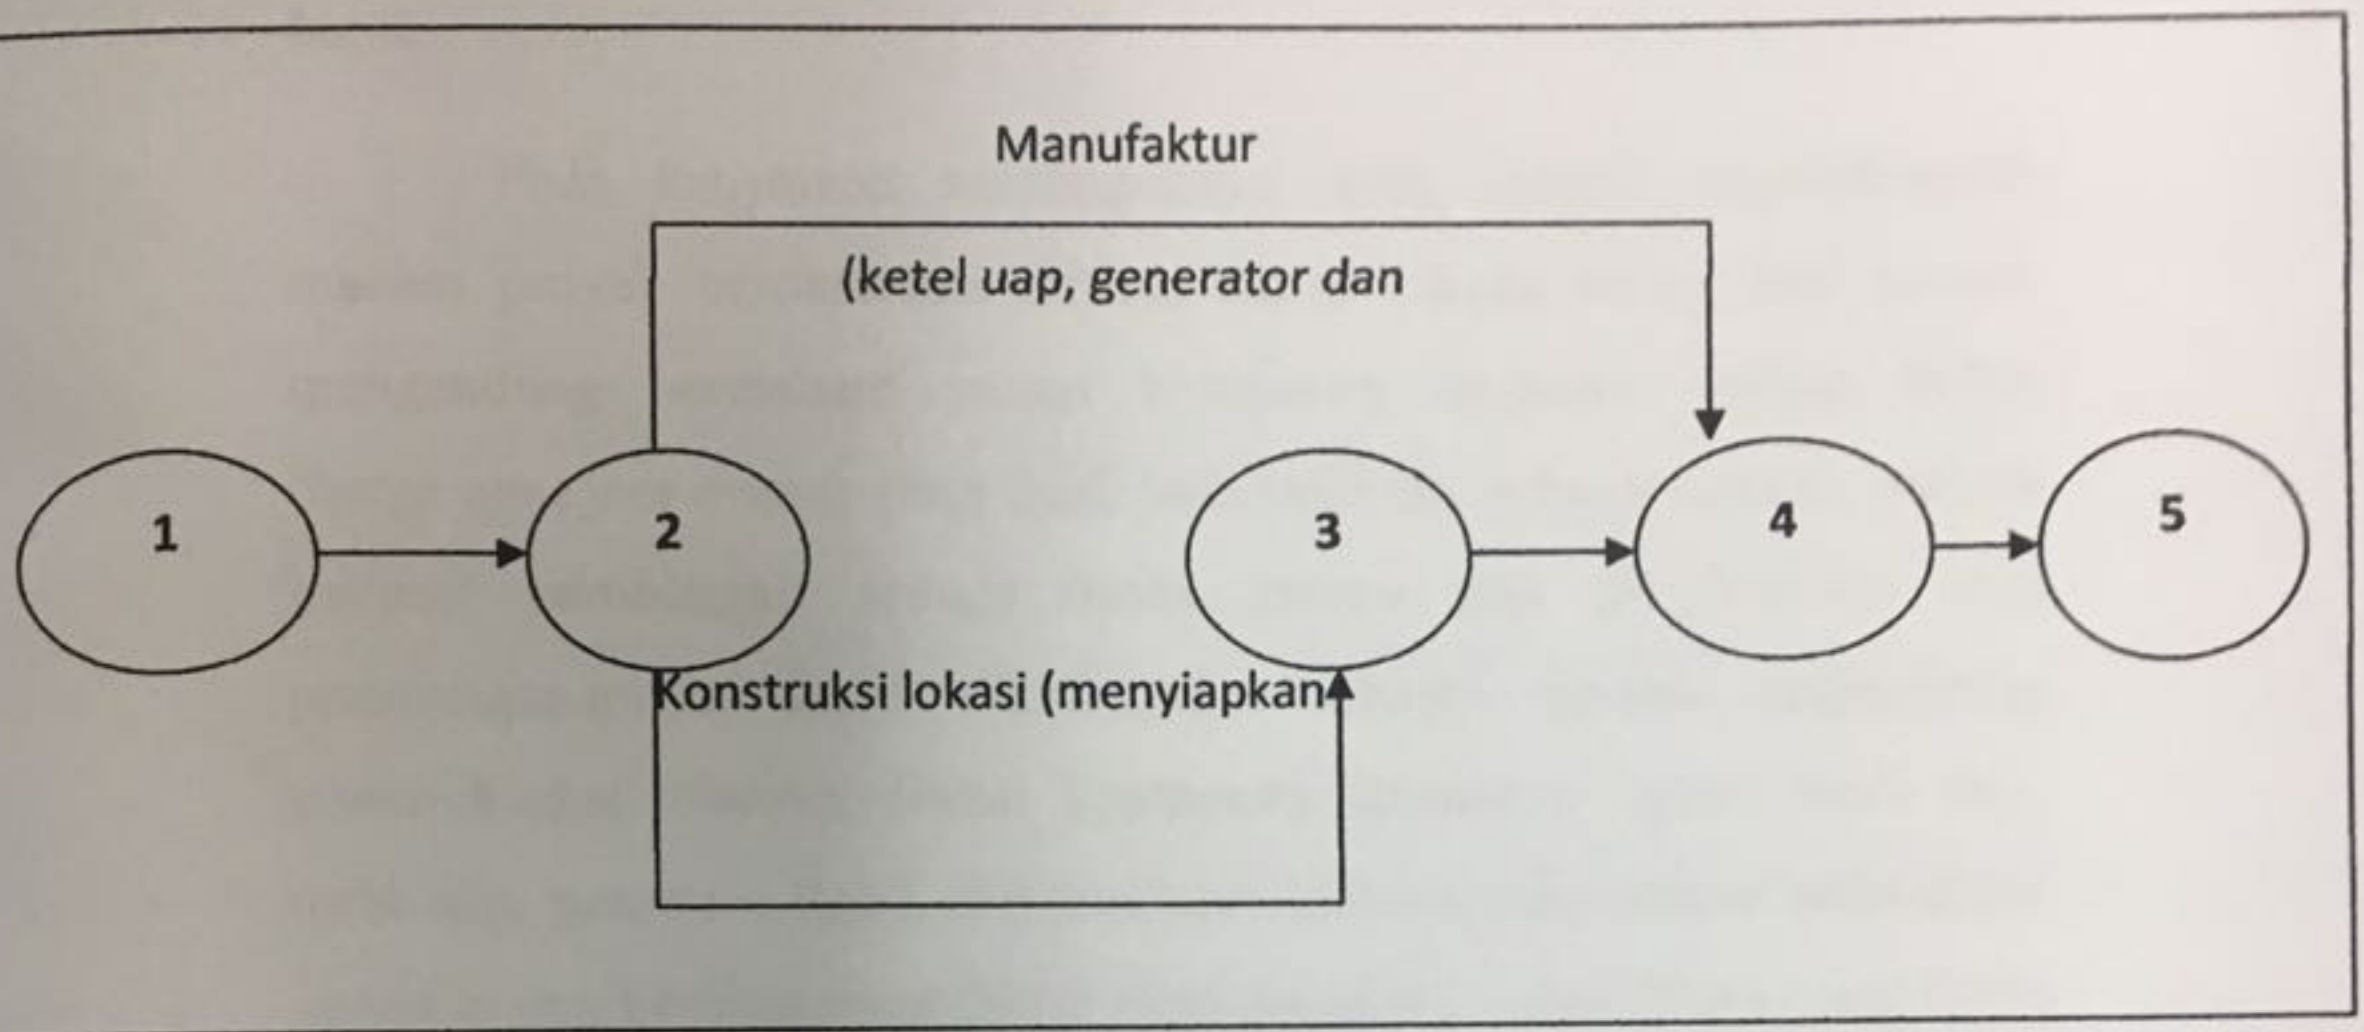 Manufaktur
(ketel uap, generator dan
1
2
3
4
5
Konstruksi lokasi (menyiapkan